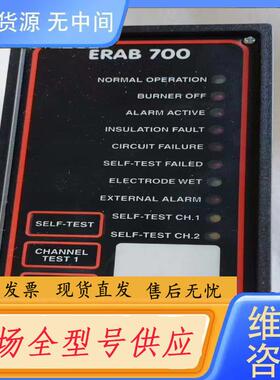 货源 无中间
维
ERAB 700
NORMAL OPERATION
BURNER OFF
ALARM ACTIVE
INSULATION FAULT
CIRCUIT FAILURE
SELF-TEST FAILED
ELECTRODE WET
EXTERNAL ALARM
SELF-TEST CH.1
SELF-TEST CH.2
SELF-TEST
CHANNEL
TEST 1
发票 现货直发 售后无忧
场全型号供应
维
咨